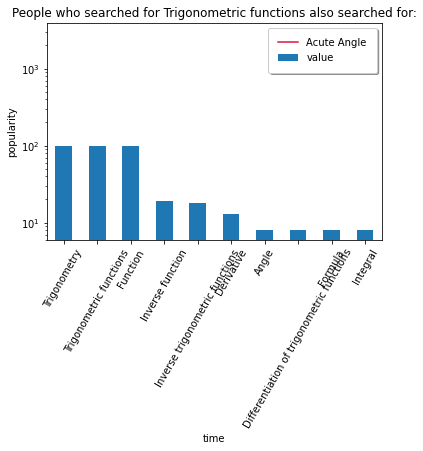 People who searched for Trigonometric functions also searched for:
Acute Angle
value
popularity
10³
10²
10¹
Trigonometry
Trigonometric functions
Function
Inverse function
Inverse trigonometric functions
Derivative
Angle
Differentiation of trigonometric functions
Formula
Integral
time